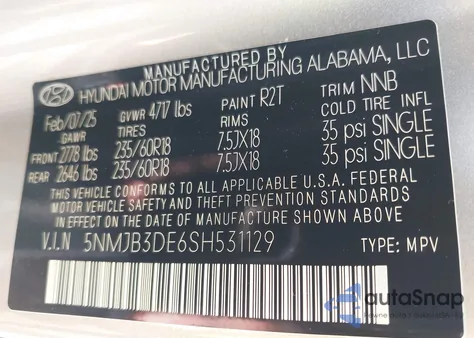 MANUFACTURED BY
HYUNDAI MOTOR MANUFACTURING ALABAMA, LLC
Feb/07/25 GVWR 4717 lbs PAINT R2T TRIM NNB
GAWR TIRES RIMS COLD TIRE INFL
FRONT 2778 lbs 235/60R18 7.5JX18 35 psi SINGLE
REAR 2646 lbs 235/60R18 7.5JX18 35 psi SINGLE
THIS VEHICLE CONFORMS TO ALL APPLICABLE U.S.A. FEDERAL
MOTOR VEHICLE SAFETY AND THEFT PREVENTION STANDARDS
IN EFFECT ON THE DATE OF MANUFACTURE SHOWN ABOVE.
V.I.N 5NMJB3DE6SH531129 TYPE: MPV
autaSnap